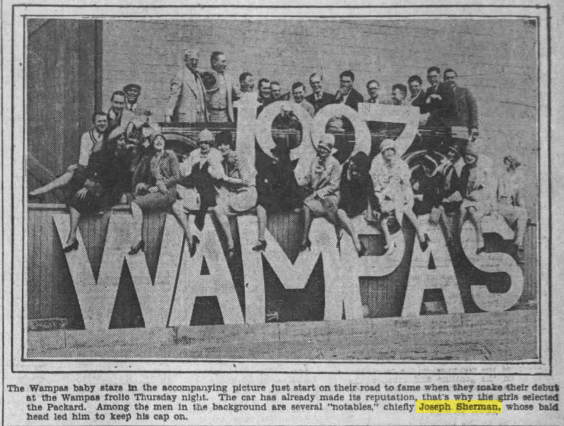 1927
WAMPAS
The Wampas baby stars in the accompanying picture just start on their road to fame when they make their debut
at the Wampas frolic Thursday night. The car has already made its reputation, that's why the girls selected
the Packard. Among the men in the background are several "notables," chiefly Joseph Sherman, whose bald
head led him to keep his cap on.